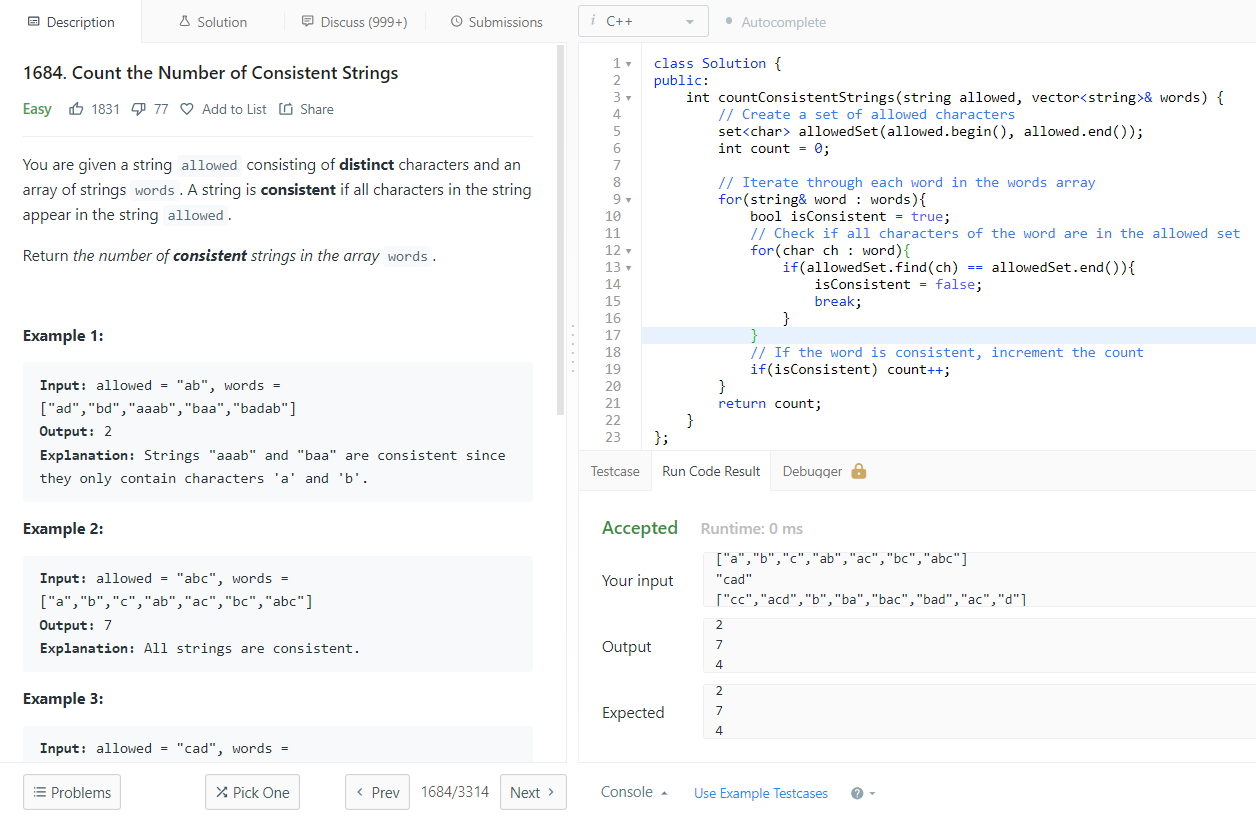 Description
Solution
Discuss (999+)
Submissions
1684. Count the Number of Consistent Strings
Easy 1831 77 Add to List Share
You are given a string allowed consisting of distinct characters and an
array of strings words . A string is consistent if all characters in the string
appear in the string allowed .
Return the number of consistent strings in the array words .
Example 1:
Input: allowed = "ab", words =
["ad","bd","aaab","baa","badab"]
Output: 2
Explanation: Strings "aaab" and "baa" are consistent since
they only contain characters 'a' and 'b'.
Example 2:
Input: allowed = "abc", words =
["a","b","c","ab","ac","bc","abc"]
Output: 7
Explanation: All strings are consistent.
Example 3:
Input: allowed = "cad", words =
Problems
Pick One
Prev
1684/3314
Next
i C++
Autocomplete
1 class Solution {
2 public:
3     int countConsistentStrings(string allowed, vector<string>& words) {
4         // Create a set of allowed characters
5         set<char> allowedSet(allowed.begin(), allowed.end());
6         int count = 0;
7
8         // Iterate through each word in the words array
9         for(string& word : words){
10             bool isConsistent = true;
11             // Check if all characters of the word are in the allowed set
12             for(char ch : word){
13                 if(allowedSet.find(ch) == allowedSet.end()){
14                     isConsistent = false;
15                     break;
16                 }
17             }
18             // If the word is consistent, increment the count
19             if(isConsistent) count++;
20         }
21         return count;
22     }
23 };
Testcase
Run Code Result
Debugger
Accepted Runtime: 0 ms
Your input
["a","b","c","ab","ac","bc","abc"]
"cad"
["cc","acd","b","ba","bac","bad","ac","d"]
Output
2
7
4
Expected
2
7
4
Console
Use Example Testcases
?